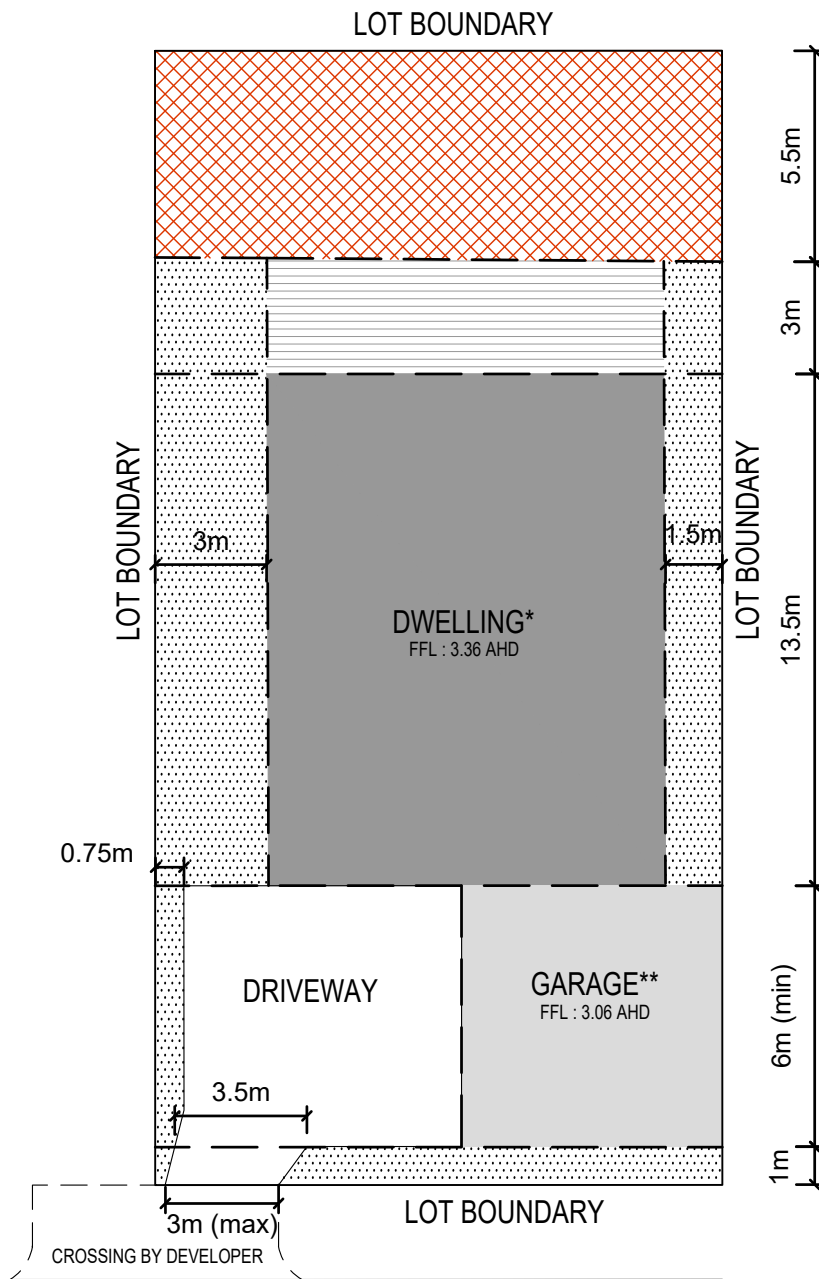 LOT BOUNDARY
5.5m
3m
LOT BOUNDARY
3m
1.5m
LOT BOUNDARY
13.5m
DWELLING*
FFL : 3.36 AHD
0.75m
DRIVEWAY
GARAGE**
FFL : 3.06 AHD
6m (min)
3.5m
1m
3m (max)
LOT BOUNDARY
CROSSING BY DEVELOPER